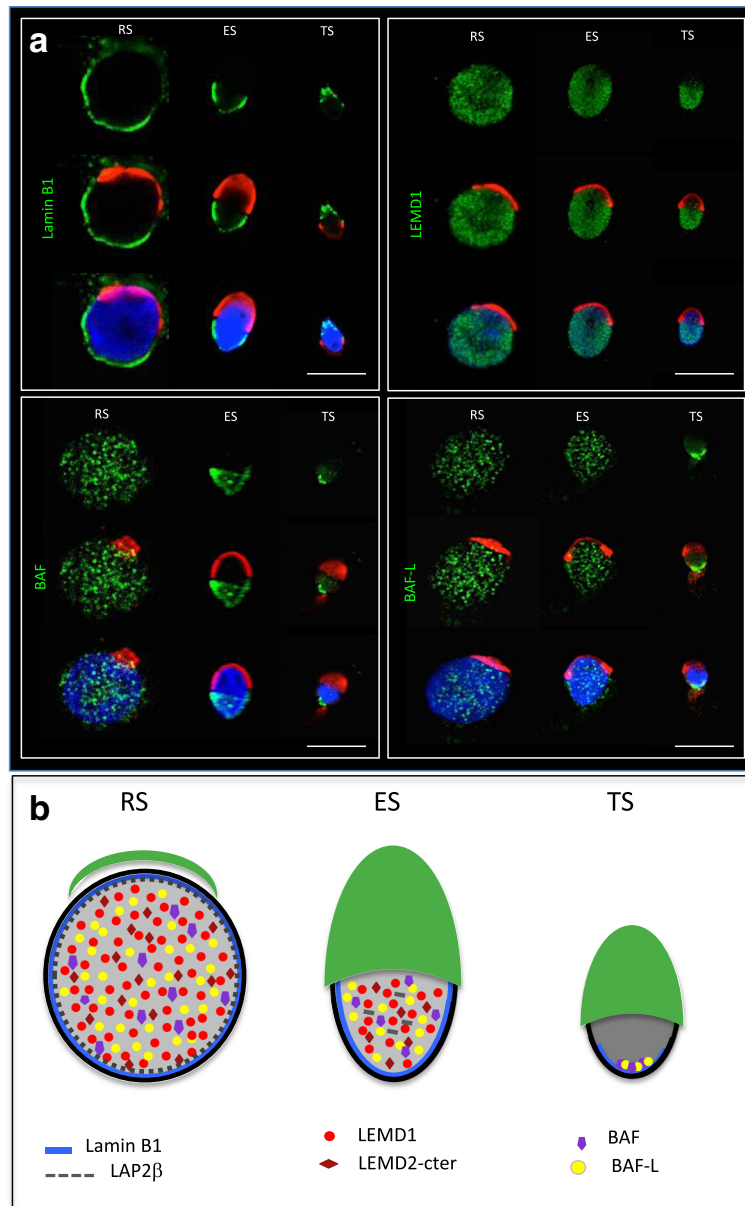 a
RS ES TS
Lamin B1
RS ES TS
LEMD1
RS ES TS
BAF
RS ES TS
BAF-L
b
RS ES TS
Lamin B1
LAP2β
LEMD1
LEMD2-cter
BAF
BAF-L